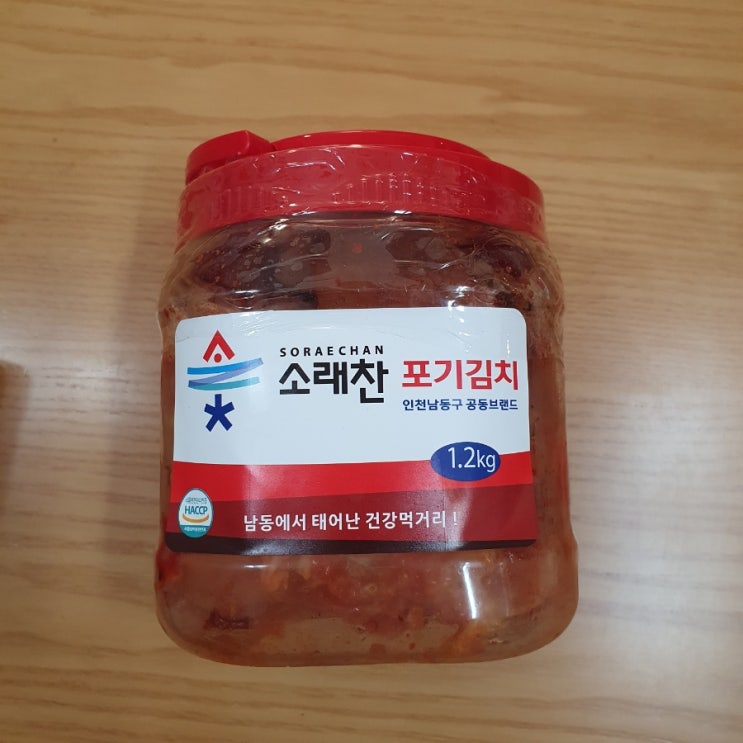 SORAECHAN
소래찬 포기김치
인천남동구 공동브랜드
1.2kg
HACCP
남동에서 태어난 건강먹거리 !